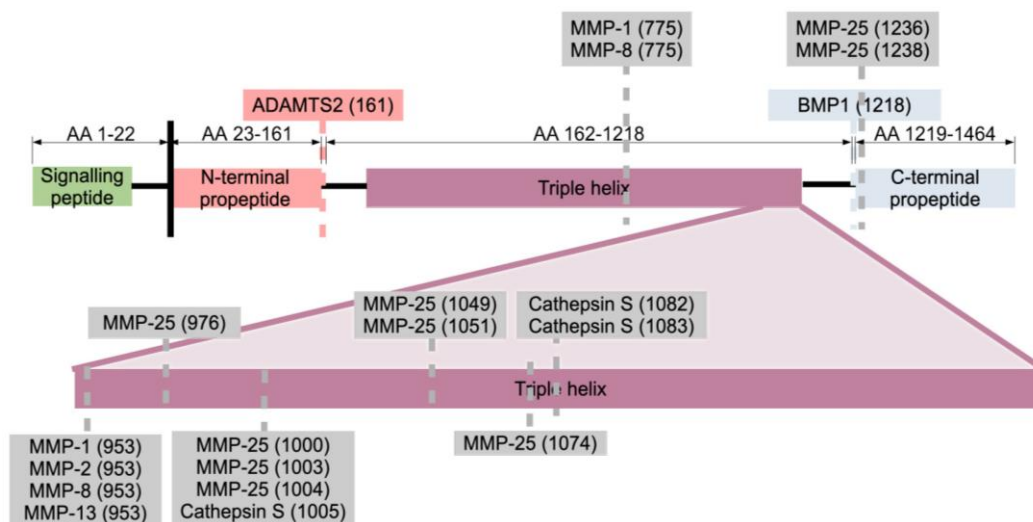 MMP-1 (775)
MMP-8 (775)
MMP-25 (1236)
MMP-25 (1238)
ADAMTS2 (161)
BMP1 (1218)
AA 1-22
AA 23-161
AA 162-1218
AA 1219-1464
Signalling
peptide
N-terminal
propeptide
Triple helix
C-terminal
propeptide
MMP-25 (976)
MMP-25 (1049)
MMP-25 (1051)
Cathepsin S (1082)
Cathepsin S (1083)
Triple helix
MMP-1 (953)
MMP-2 (953)
MMP-8 (953)
MMP-13 (953)
MMP-25 (1000)
MMP-25 (1003)
MMP-25 (1004)
Cathepsin S (1005)
MMP-25 (1074)